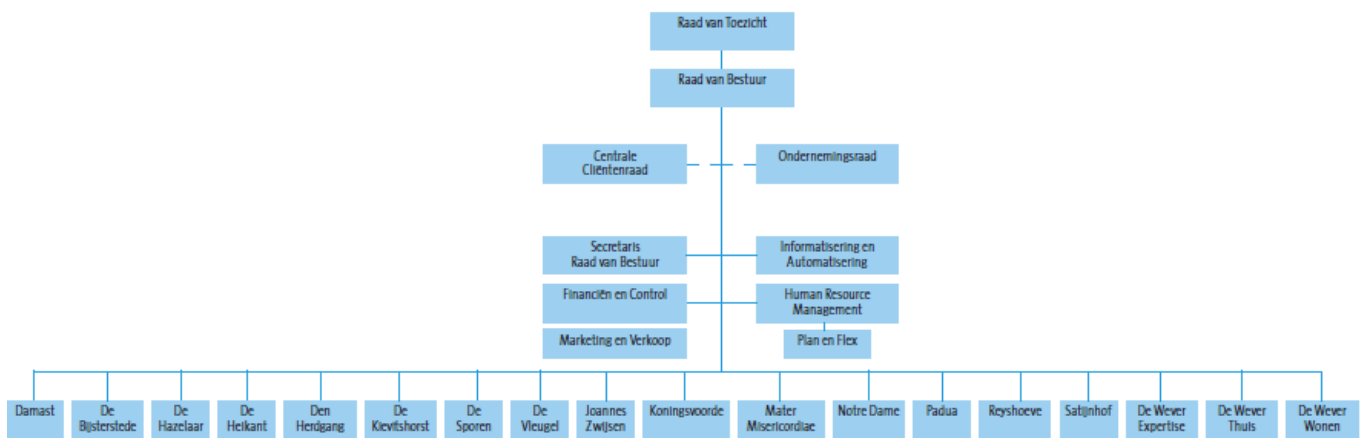 Raad van Toezicht
Raad van Bestuur
Centrale
Cliëntenraad
Ondernemingsraad
Secretaris
Raad van Bestuur
Informatisering en
Automatisering
Financiën en Control
Human Resource
Management
Marketing en Verkoop
Plan en Flex
Damast
De
Bijsterstede
De
Hazelaar
De
Heikant
Den
Herdgang
De
Kievitshorst
De
Sporen
De
Vleugel
Joannes
Zwijsen
Koningsvoorde
Mater
Misericordiae
Notre Dame
Padua
Reyshoeve
Satijnhof
De Wever
Expertise
De Wever
Thuis
De Wever
Wonen